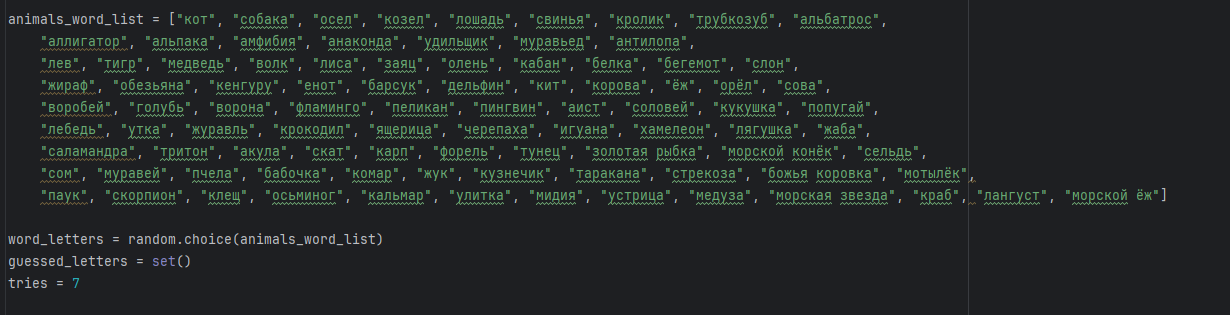 animals_word_list = ["кот", "собака", "осел", "козел", "лошадь", "свинья", "кролик", "трубкозуб", "альбатрос",
"аллигатор", "альпака", "амфибия", "анаконда", "удильщик", "муравьед", "антилопа",
"лев", "тигр", "медведь", "волк", "лиса", "заяц", "олень", "кабан", "белка", "бегемот", "слон",
"жираф", "обезьяна", "кенгуру", "енот", "барсук", "дельфин", "кит", "корова", "ёж", "орёл", "сова",
"воробей", "голубь", "ворона", "фламинго", "пеликан", "пингвин", "аист", "соловей", "кукушка", "попугай",
"лебедь", "утка", "журавль", "крокодил", "ящерица", "черепаха", "игуана", "хамелеон", "лягушка", "жаба",
"саламандра", "тритон", "акула", "скат", "карп", "форель", "тунец", "золотая рыбка", "морской конёк", "сельдь",
"сом", "муравей", "пчела", "бабочка", "комар", "жук", "кузнечик", "таракана", "стрекоза", "божья коровка", "мотылёк",
"паук", "скорпион", "клещ", "осьминог", "кальмар", "улитка", "мидия", "устрица", "медуза", "морская звезда", "краб", "лангуст", "морской ёж"]
word_letters = random.choice(animals_word_list)
guessed_letters = set()
tries = 7